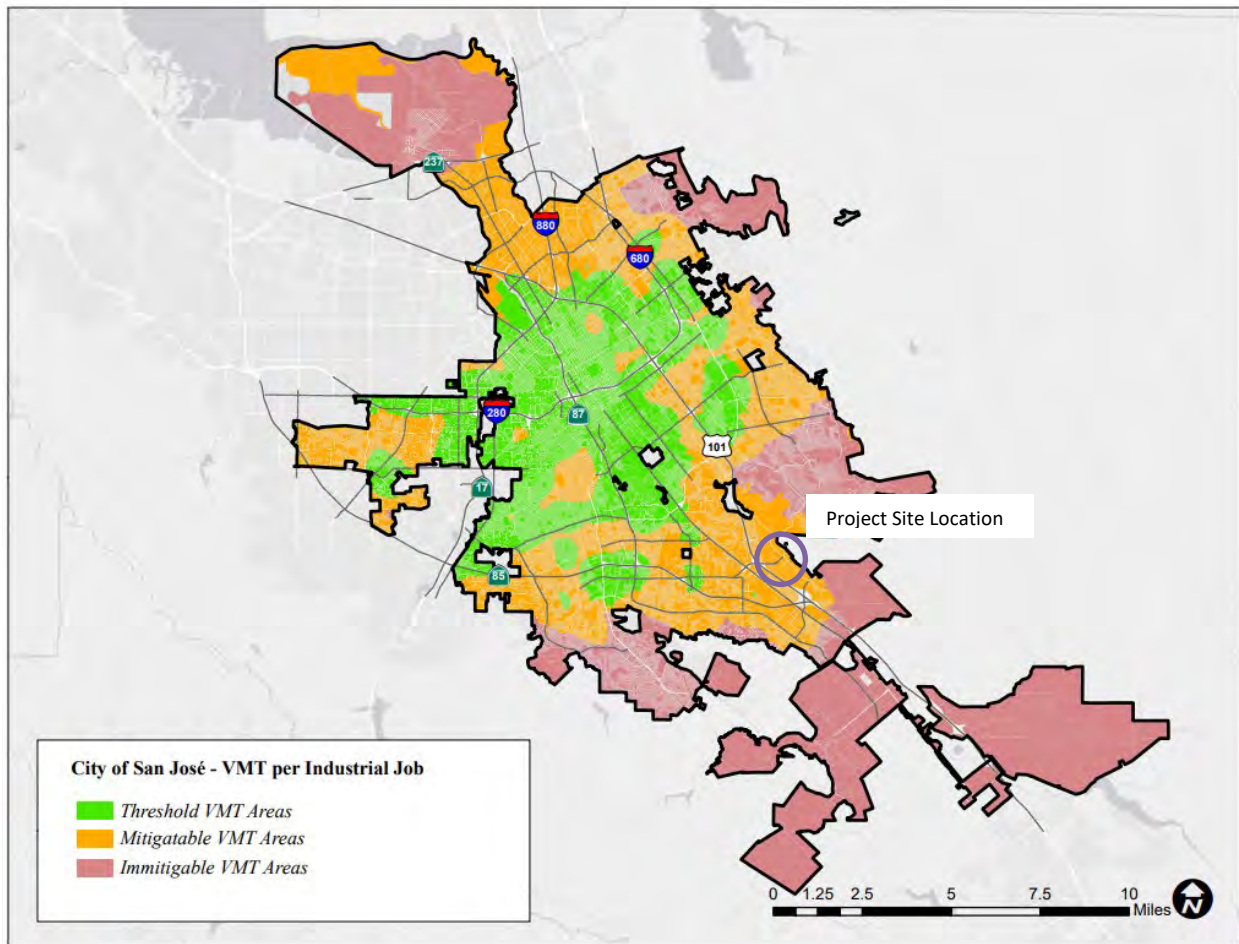 237
880
680
280
87
101
17
Project Site Location
85
City of San José - VMT per Industrial Job
Threshold VMT Areas
Mitigatable VMT Areas
Immitigable VMT Areas
0 1.25 2.5 5 7.5 10
Miles
N